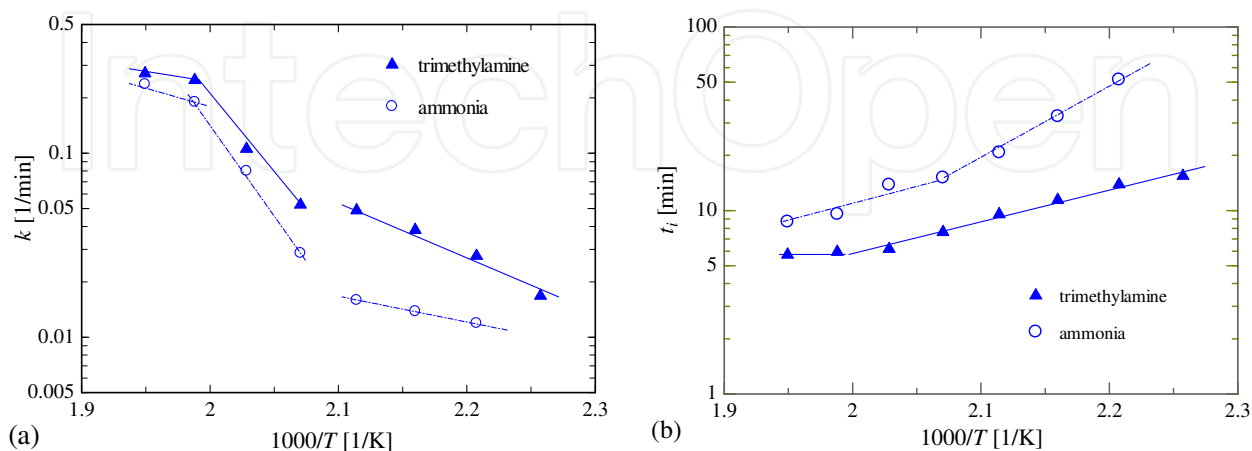 IntechOpen
0.5
0.1
0.05
0.01
0.005
k [1/min]
trimethylamine
ammonia
1.9
2
2.1
2.2
2.3
1000/T [1/K]
(a)
100
50
10
5
1
t_i [min]
trimethylamine
ammonia
1.9
2
2.1
2.2
2.3
1000/T [1/K]
(b)